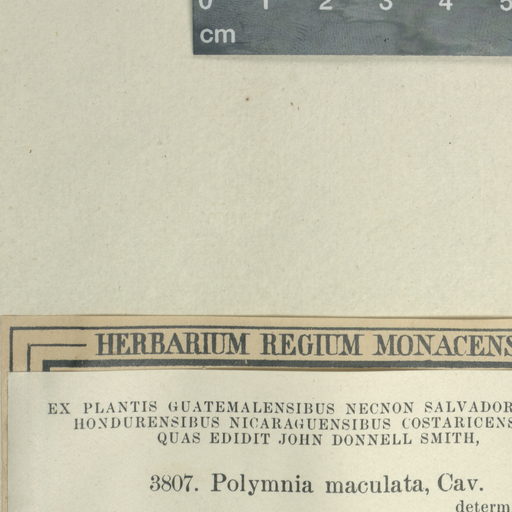 0 1 2 3 4 5
cm
HERBARIUM REGIUM MONACENS
EX PLANTIS GUATEMALENSIBUS NECNON SALVADOR
HONDURENSIBUS NICARAGUENSIBUS COSTARICENS
QUAS EDIDIT JOHN DONNELL SMITH,
3807. Polymnia maculata, Cav.
determ